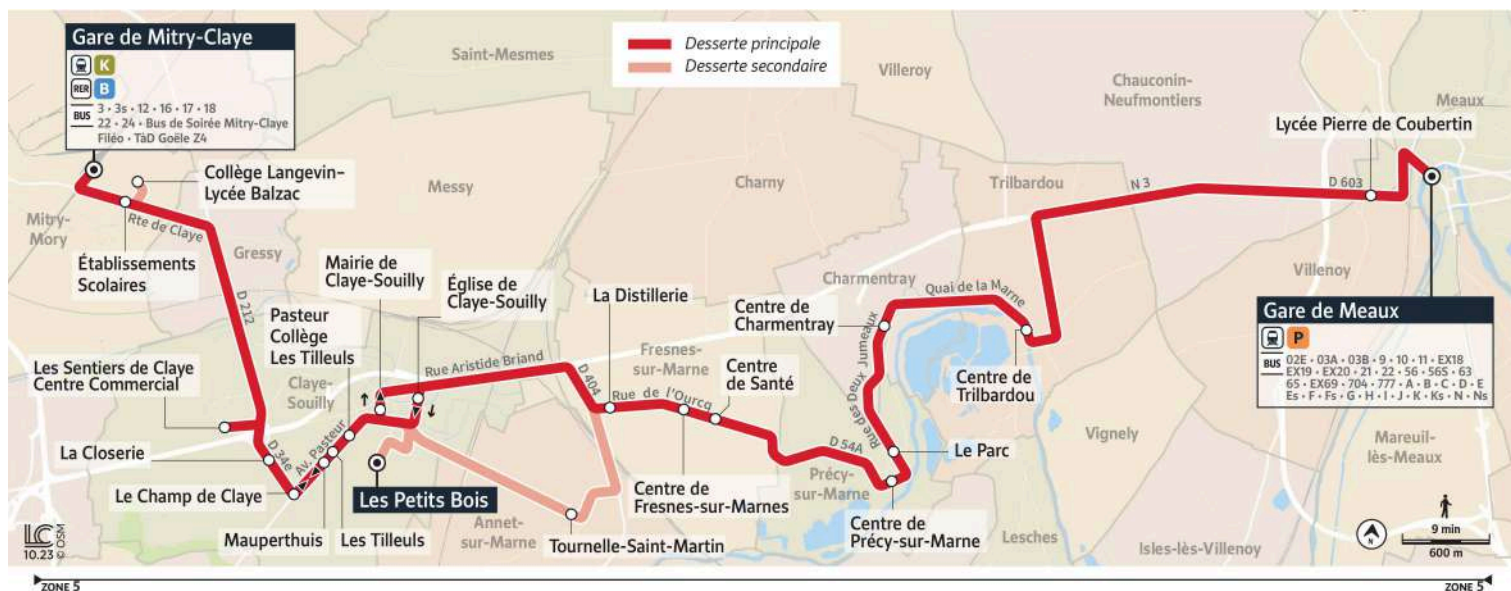 Gare de Mitry-Claye
K
RER B
BUS
3 • 3s • 12 • 16 • 17 • 18
22 • 24 • Bus de Soirée Mitry-Claye
Filéo • TàD Goële Z4
Desserte principale
Desserte secondaire
Saint-Mesmes
Villeroy
Chauconin-
Neufmontiers
Meaux
Lycée Pierre de Coubertin
Collège Langevin-
Lycée Balzac
Messy
Charny
Trilbardou
N 3
D 603
Mitry-
Mory
Rte de Claye
Gressy
Établissements
Scolaires
D 212
Mairie de
Claye-Souilly
Église de
Claye-Souilly
La Distillerie
Charmentray
Quai de la Marne
Villenoy
Gare de Meaux
P
BUS
02E • 03A • 03B • 9 • 10 • 11 • EX18
EX19 • EX20 • 21 • 22 • 56 • 56S • 63
65 • EX69 • 704 • 777 • A • B • C • D • E
Es • F • Fs • G • H • I • J • K • Ks • N • Ns
Pasteur
Collège
Les Tilleuls
Centre de
Charmentray
Rue Aristide Briand
Fresnes-
sur-Marne
Centre
de Santé
Rue des Deux Jumeaux
Centre de
Trilbardou
Les Sentiers de Claye
Centre Commercial
Claye-
Souilly
D 404
Rue de l'Ourcq
Vignely
Av. Pasteur
D 34e
D 54A
La Closerie
Le Parc
Mareuil-
lès-Meaux
Le Champ de Claye
Les Petits Bois
Centre de
Fresnes-sur-Marnes
Précy-
sur-Marne
Mauperthuis
Les Tilleuls
Annet-
sur-Marne
Tournelle-Saint-Martin
Centre de
Précy-sur-Marne
Lesches
Isles-lès-Villenoy
N
9 min
600 m
LC
10.23
© OSM
ZONE 5
ZONE 5